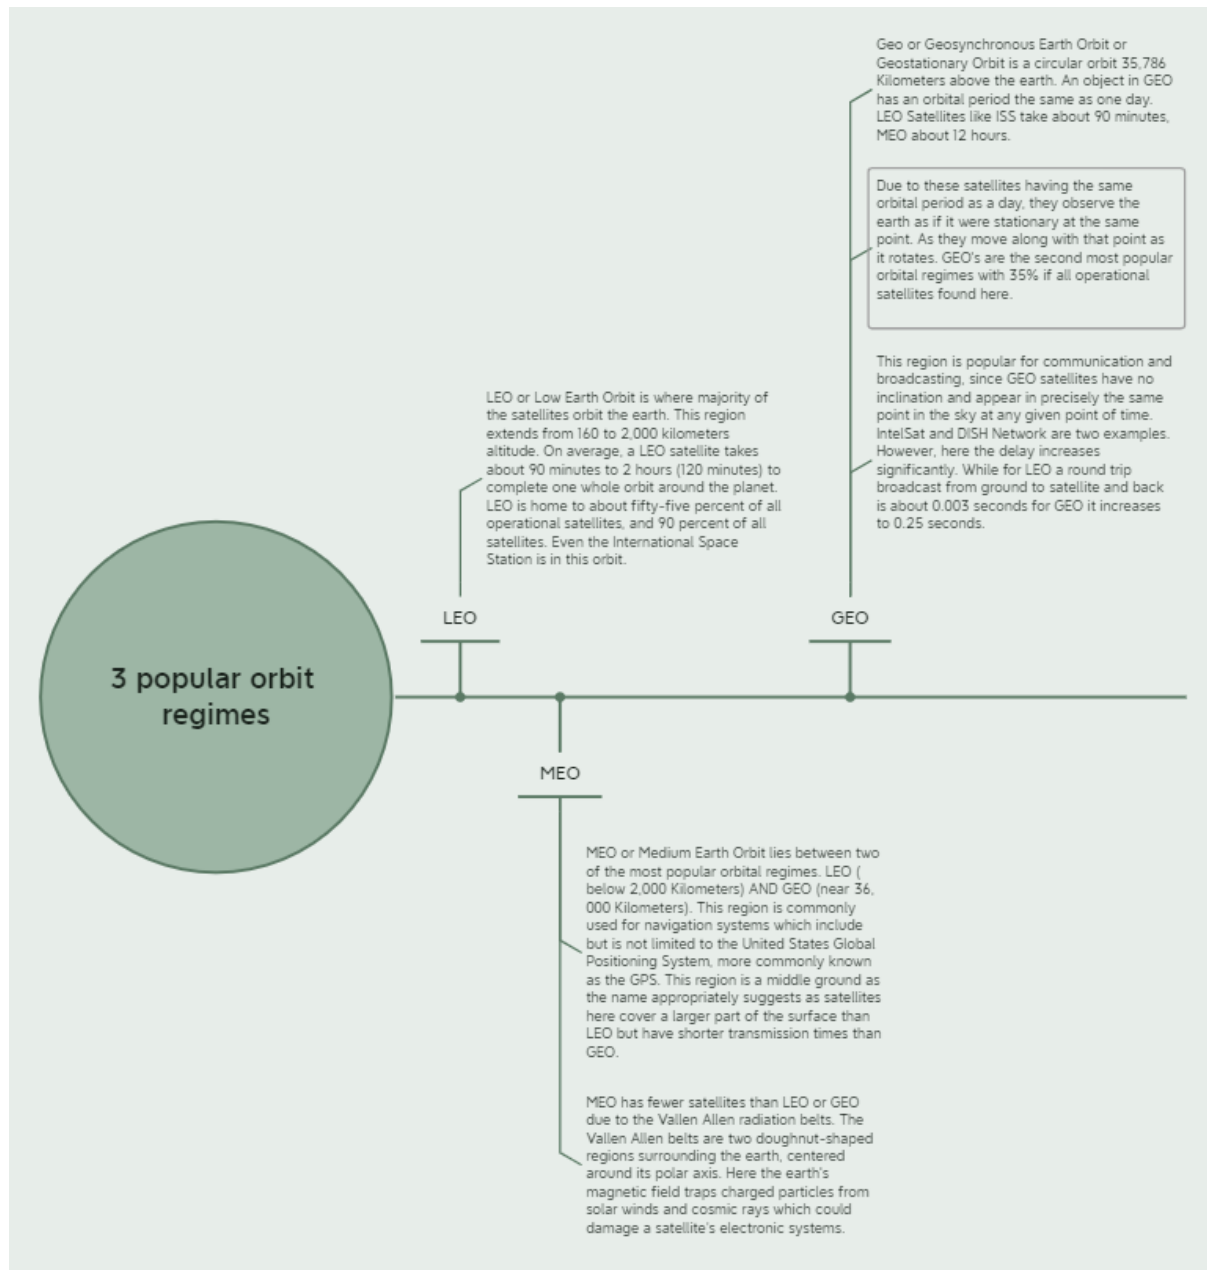 3 popular orbit
regimes
LEO
LEO or Low Earth Orbit is where majority of
the satellites orbit the earth. This region
extends from 160 to 2,000 kilometers
altitude. On average, a LEO satellite takes
about 90 minutes to 2 hours (120 minutes) to
complete one whole orbit around the planet.
LEO is home to about fifty-five percent of all
operational satellites, and 90 percent of all
satellites. Even the International Space
Station is in this orbit.
MEO
MEO or Medium Earth Orbit lies between two
of the most popular orbital regimes. LEO (
below 2,000 Kilometers) AND GEO (near 36,
000 Kilometers). This region is commonly
used for navigation systems which include
but is not limited to the United States Global
Positioning System, more commonly known
as the GPS. This region is a middle ground as
the name appropriately suggests as satellites
here cover a larger part of the surface than
LEO but have shorter transmission times than
GEO.
MEO has fewer satellites than LEO or GEO
due to the Vallen Allen radiation belts. The
Vallen Allen belts are two doughnut-shaped
regions surrounding the earth, centered
around its polar axis. Here the earth's
magnetic field traps charged particles from
solar winds and cosmic rays which could
damage a satellite's electronic systems.
GEO
Geo or Geosynchronous Earth Orbit or
Geostationary Orbit is a circular orbit 35,786
Kilometers above the earth. An object in GEO
has an orbital period the same as one day.
LEO Satellites like ISS take about 90 minutes,
MEO about 12 hours.
Due to these satellites having the same
orbital period as a day, they observe the
earth as if it were stationary at the same
point. As they move along with that point as
it rotates. GEO's are the second most popular
orbital regimes with 35% if all operational
satellites found here.
This region is popular for communication and
broadcasting, since GEO satellites have no
inclination and appear in precisely the same
point in the sky at any given point of time.
IntelSat and DISH Network are two examples.
However, here the delay increases
significantly. While for LEO a round trip
broadcast from ground to satellite and back
is about 0.003 seconds for GEO it increases
to 0.25 seconds.